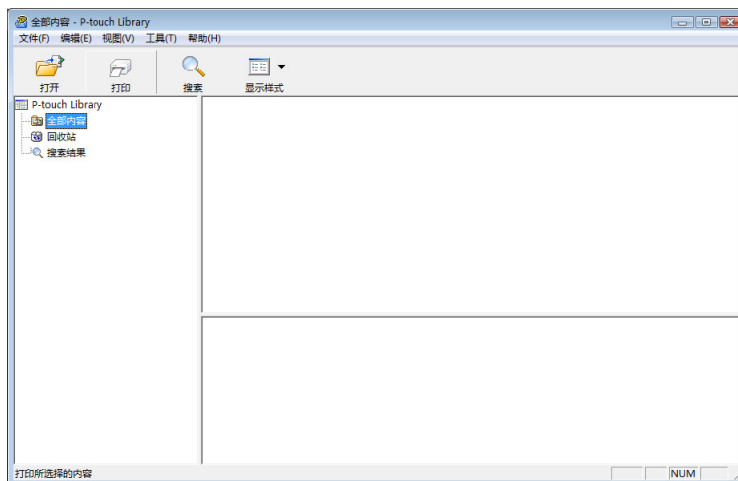 全部内容 - P-touch Library
文件(F) 编辑(E) 视图(V) 工具(T) 帮助(H)
打开 打印 搜索 显示样式
P-touch Library
全部内容
回收站
搜索结果
打印所选择的内容 NUM